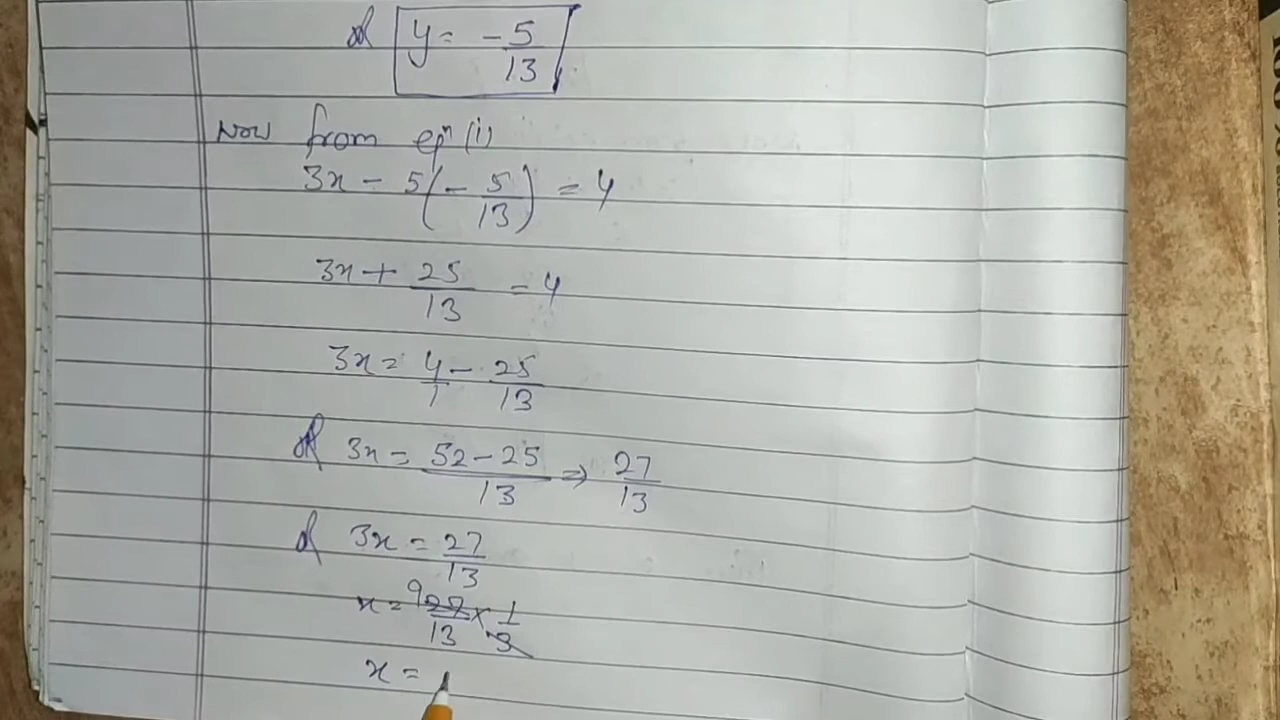 or y = -5/13
Now from eqn (i)
3x - 5(-5/13) = 4
3x + 25/13 = 4
3x = 4/1 - 25/13
or 3x = 52-25/13 ⇒ 27/13
or 3x = 27/13
x = 9 27/13 × 1/3
x =